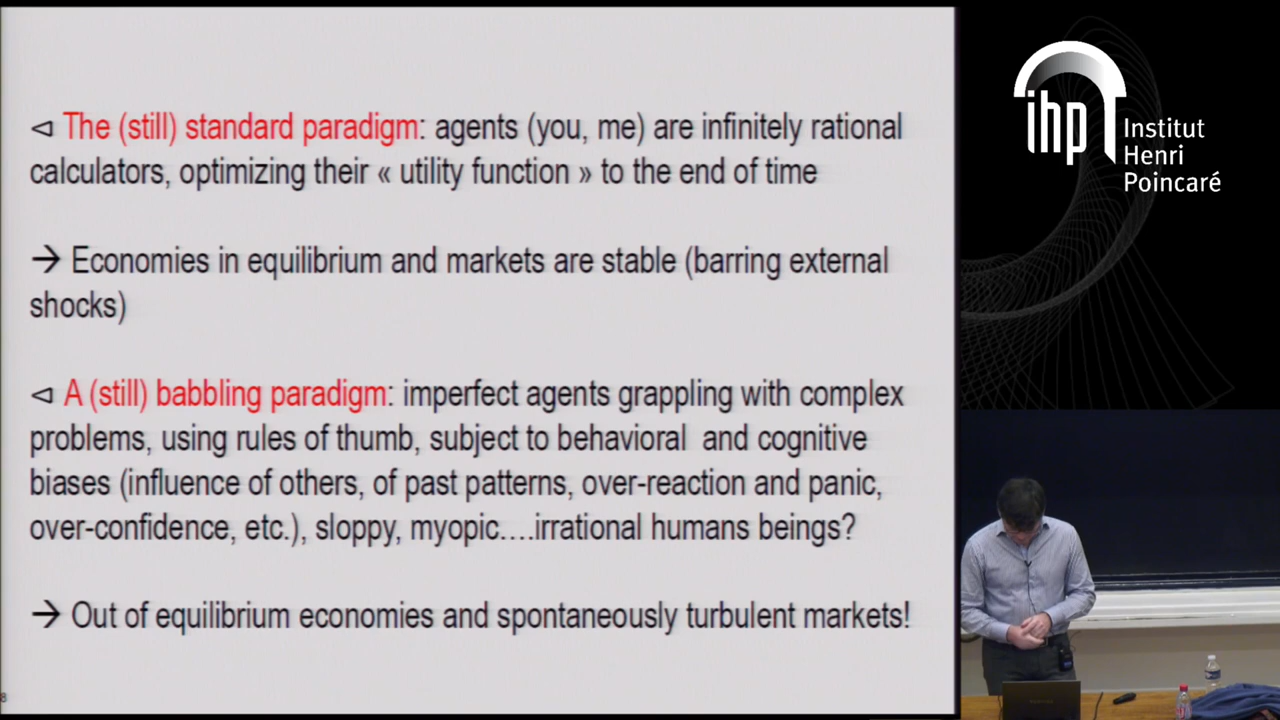 ⊲ The (still) standard paradigm: agents (you, me) are infinitely rational
calculators, optimizing their « utility function » to the end of time
→ Economies in equilibrium and markets are stable (barring external
shocks)
⊲ A (still) babbling paradigm: imperfect agents grappling with complex
problems, using rules of thumb, subject to behavioral and cognitive
biases (influence of others, of past patterns, over-reaction and panic,
over-confidence, etc.), sloppy, myopic....irrational humans beings?
→ Out of equilibrium economies and spontaneously turbulent markets!
8
ihp
Institut
Henri
Poincaré